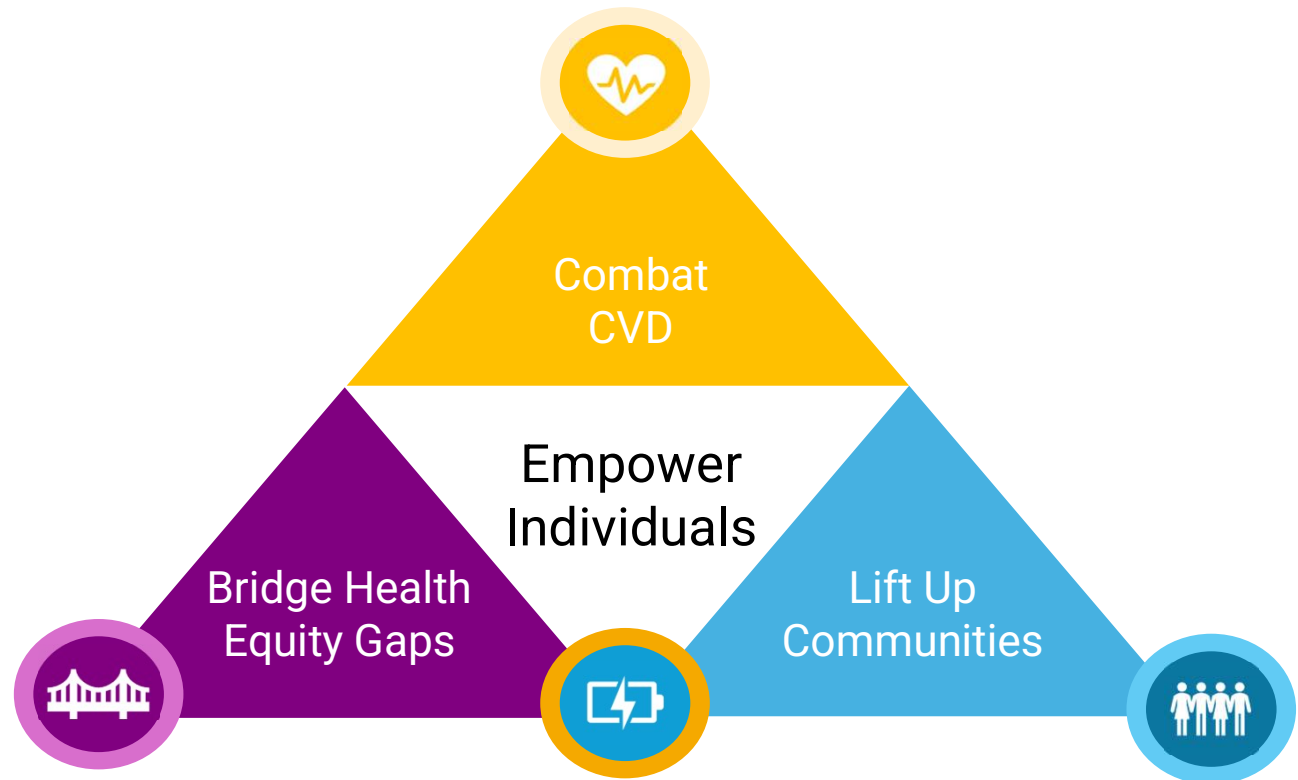 Combat
CVD
Empower
Individuals
Bridge Health
Equity Gaps
Lift Up
Communities